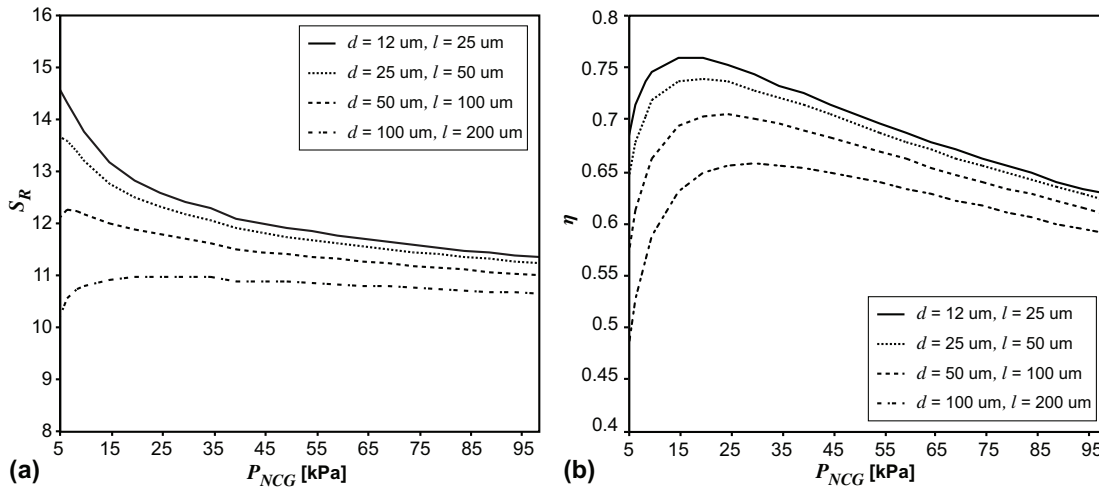 16
15
14
13
12
11
10
9
8
S_R
d = 12 um, l = 25 um
d = 25 um, l = 50 um
d = 50 um, l = 100 um
d = 100 um, l = 200 um
5 15 25 35 45 55 65 75 85 95
(a) P_NCG [kPa]
0.8
0.75
0.7
0.65
0.6
0.55
0.5
0.45
0.4
η
d = 12 um, l = 25 um
d = 25 um, l = 50 um
d = 50 um, l = 100 um
d = 100 um, l = 200 um
5 15 25 35 45 55 65 75 85 95
(b) P_NCG [kPa]